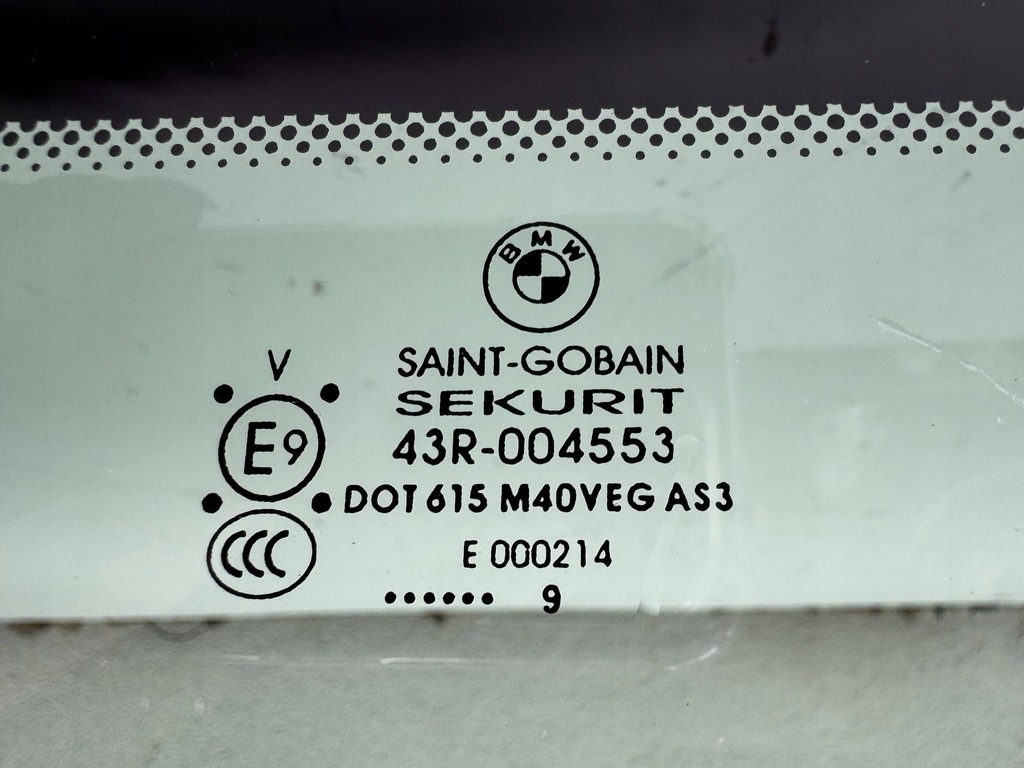 BMW
V
SAINT-GOBAIN
SEKURIT
E9
43R-004553
DOT 615 M40VEG AS3
CCC
E 000214
...... 9